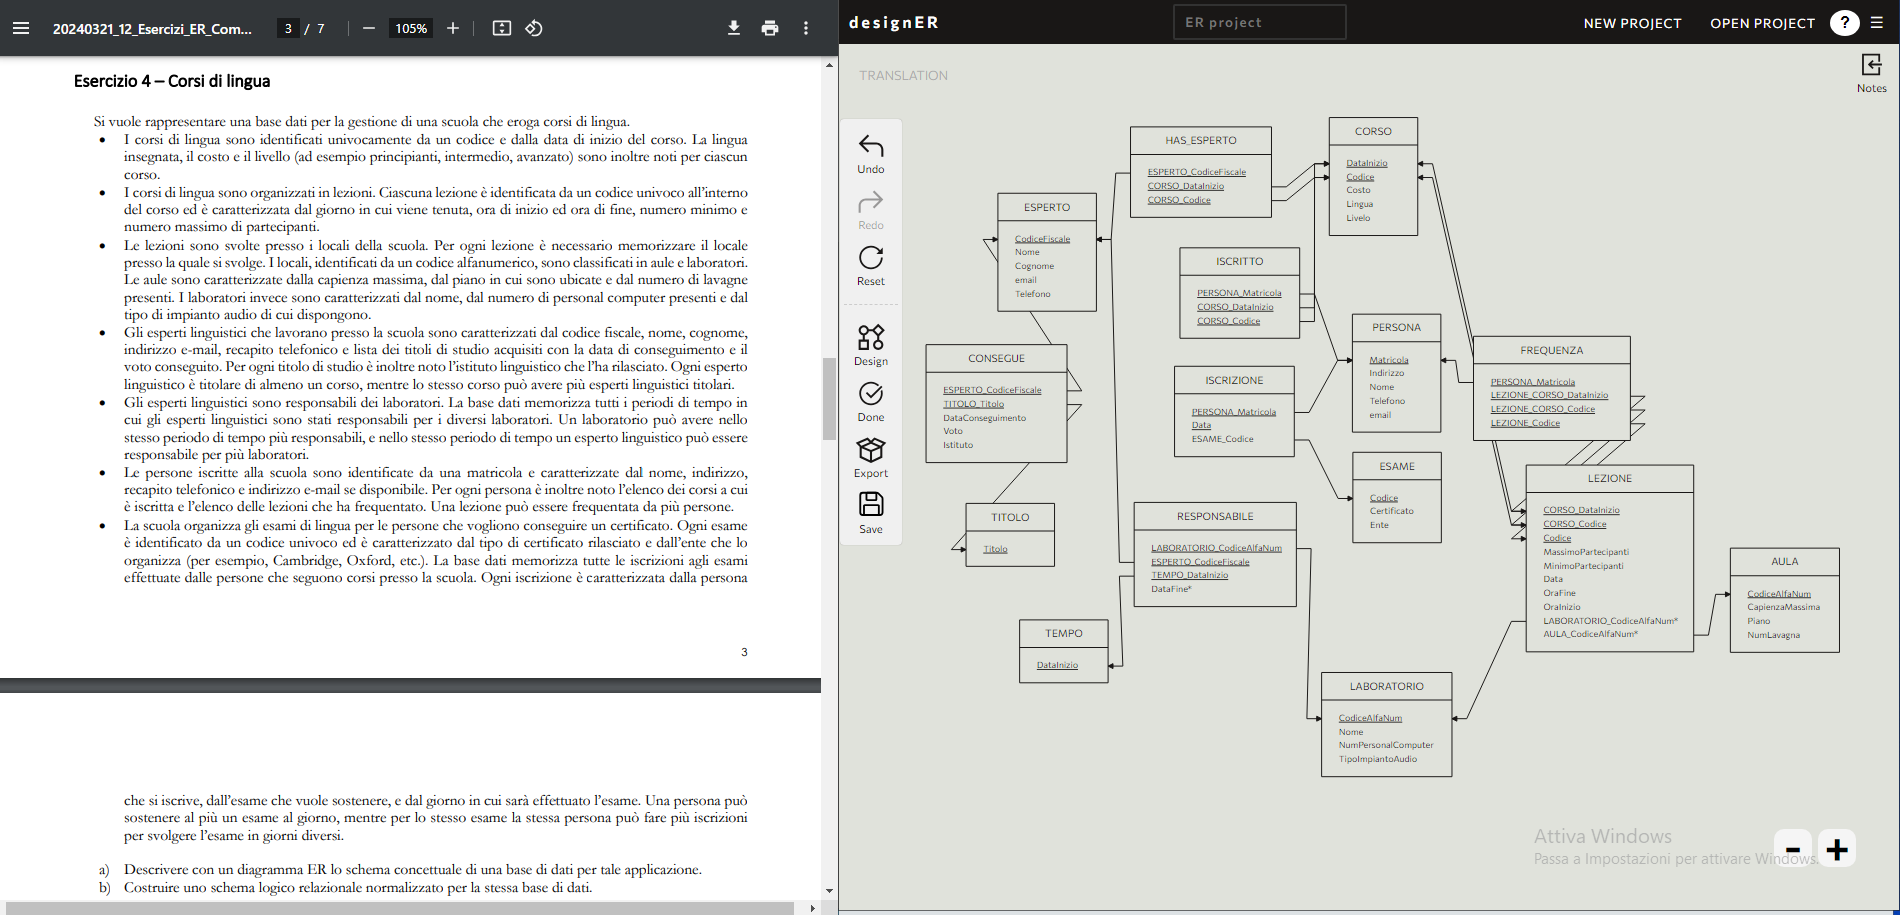 20240321_12_Esercizi_ER_Com...
3 / 7
105%
Esercizio 4 – Corsi di lingua
Si vuole rappresentare una base dati per la gestione di una scuola che eroga corsi di lingua.
• I corsi di lingua sono identificati univocamente da un codice e dalla data di inizio del corso. La lingua
insegnata, il costo e il livello (ad esempio principianti, intermedio, avanzato) sono inoltre noti per ciascun
corso.
• I corsi di lingua sono organizzati in lezioni. Ciascuna lezione è identificata da un codice univoco all'interno
del corso ed è caratterizzata dal giorno in cui viene tenuta, ora di inizio ed ora di fine, numero minimo e
numero massimo di partecipanti.
• Le lezioni sono svolte presso i locali della scuola. Per ogni lezione è necessario memorizzare il locale
presso la quale si svolge. I locali, identificati da un codice alfanumerico, sono classificati in aule e laboratori.
Le aule sono caratterizzate dalla capienza massima, dal piano in cui sono ubicate e dal numero di lavagne
presenti. I laboratori invece sono caratterizzati dal nome, dal numero di personal computer presenti e dal
tipo di impianto audio di cui dispongono.
• Gli esperti linguistici che lavorano presso la scuola sono caratterizzati dal codice fiscale, nome, cognome,
indirizzo e-mail, recapito telefonico e lista dei titoli di studio acquisiti con la data di conseguimento e il
voto conseguito. Per ogni titolo di studio è inoltre noto l'istituto linguistico che l'ha rilasciato. Ogni esperto
linguistico è titolare di almeno un corso, mentre lo stesso corso può avere più esperti linguistici titolari.
• Gli esperti linguistici sono responsabili dei laboratori. La base dati memorizza tutti i periodi di tempo in
cui gli esperti linguistici sono stati responsabili per i diversi laboratori. Un laboratorio può avere nello
stesso periodo di tempo più responsabili, e nello stesso periodo di tempo un esperto linguistico può essere
responsabile per più laboratori.
• Le persone iscritte alla scuola sono identificate da una matricola e caratterizzate dal nome, indirizzo,
recapito telefonico e indirizzo e-mail se disponibile. Per ogni persona è inoltre noto l'elenco dei corsi a cui
è iscritta e l'elenco delle lezioni che ha frequentato. Una lezione può essere frequentata da più persone.
• La scuola organizza gli esami di lingua per le persone che vogliono conseguire un certificato. Ogni esame
è identificato da un codice univoco ed è caratterizzato dal tipo di certificato rilasciato e dall'ente che lo
organizza (per esempio, Cambridge, Oxford, etc.). La base dati memorizza tutte le iscrizioni agli esami
effettuate dalle persone che seguono corsi presso la scuola. Ogni iscrizione è caratterizzata dalla persona
3
che si iscrive, dall'esame che vuole sostenere, e dal giorno in cui sarà effettuato l'esame. Una persona può
sostenere al più un esame al giorno, mentre per lo stesso esame la stessa persona può fare più iscrizioni
per svolgere l'esame in giorni diversi.
a) Descrivere con un diagramma ER lo schema concettuale di una base di dati per tale applicazione.
b) Costruire uno schema logico relazionale normalizzato per la stessa base di dati.
designER
ER project
NEW PROJECT
OPEN PROJECT
?
TRANSLATION
Notes
Undo
Redo
Reset
Design
Done
Export
Save
HAS_ESPERTO
ESPERTO_CodiceFiscale
CORSO_DataInizio
CORSO_Codice
CORSO
DataInizio
Codice
Costo
Lingua
Livelo
ESPERTO
CodiceFiscale
Nome
Cognome
email
Telefono
ISCRITTO
PERSONA_Matricola
CORSO_DataInizio
CORSO_Codice
PERSONA
Matricola
Indirizzo
Nome
Telefono
email
FREQUENZA
PERSONA_Matricola
LEZIONE_CORSO_DataInizio
LEZIONE_CORSO_Codice
LEZIONE_Codice
CONSEGUE
ESPERTO_CodiceFiscale
TITOLO_Titolo
DataConseguimento
Voto
Istituto
ISCRIZIONE
PERSONA_Matricola
Data
ESAME_Codice
ESAME
Codice
Certificato
Ente
LEZIONE
CORSO_DataInizio
CORSO_Codice
Codice
MassimoPartecipanti
MinimoPartecipanti
Data
OraFine
OraInizio
LABORATORIO_CodiceAlfaNum*
AULA_CodiceAlfaNum*
TITOLO
Titolo
RESPONSABILE
LABORATORIO_CodiceAlfaNum
ESPERTO_CodiceFiscale
TEMPO_DataInizio
DataFine*
AULA
CodiceAlfaNum
CapienzaMassima
Piano
NumLavagna
TEMPO
DataInizio
LABORATORIO
CodiceAlfaNum
Nome
NumPersonalComputer
TipoImpiantoAudio
Attiva Windows
Passa a Impostazioni per attivare Windows.
- +